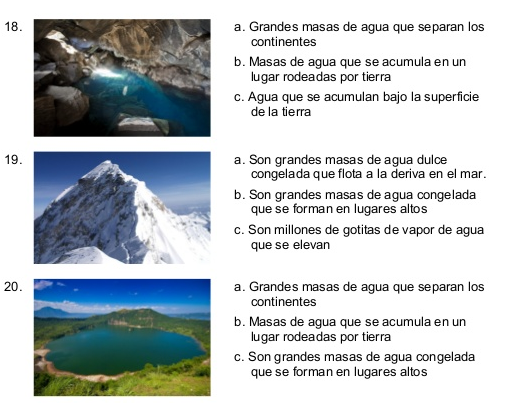 18.
a. Grandes masas de agua que separan los
continentes
b. Masas de agua que se acumula en un
lugar rodeadas por tierra
c. Agua que se acumulan bajo la superficie
de la tierra
19.
a. Son grandes masas de agua dulce
congelada que flota a la deriva en el mar.
b. Son grandes masas de agua congelada
que se forman en lugares altos
c. Son millones de gotitas de vapor de agua
que se elevan
20.
a. Grandes masas de agua que separan los
continentes
b. Masas de agua que se acumula en un
lugar rodeadas por tierra
c. Son grandes masas de agua congelada
que se forman en lugares altos